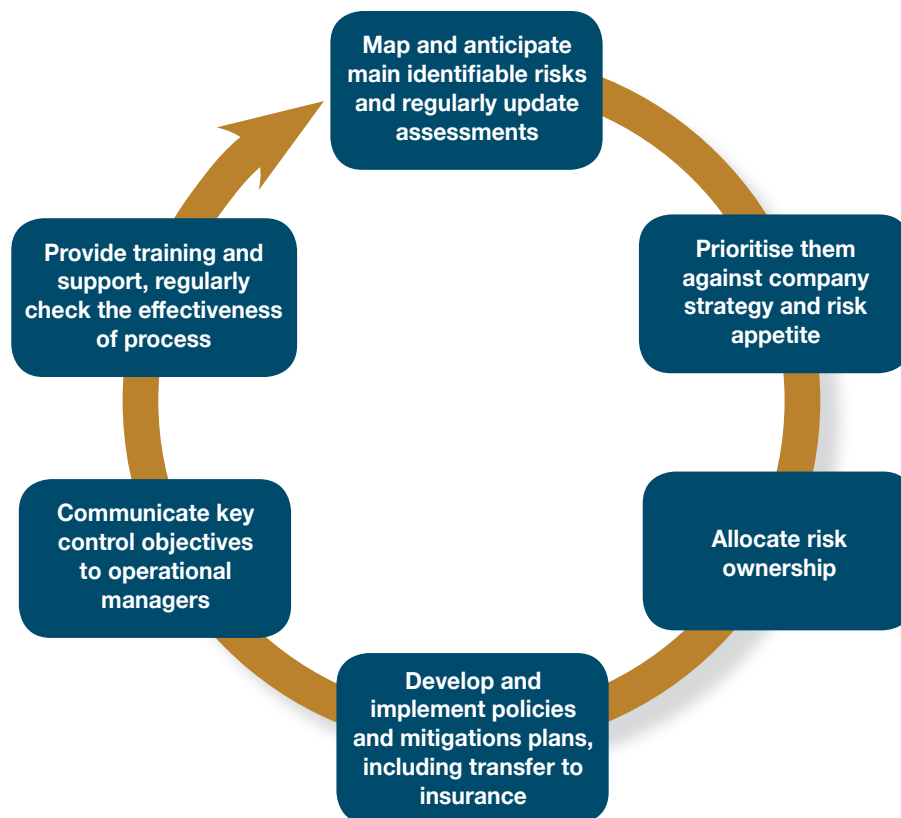 Map and anticipate
main identifiable risks
and regularly update
assessments
Prioritise them
against company
strategy and risk
appetite
Allocate risk
ownership
Develop and
implement policies
and mitigations plans,
including transfer to
insurance
Communicate key
control objectives
to operational
managers
Provide training and
support, regularly
check the effectiveness
of process